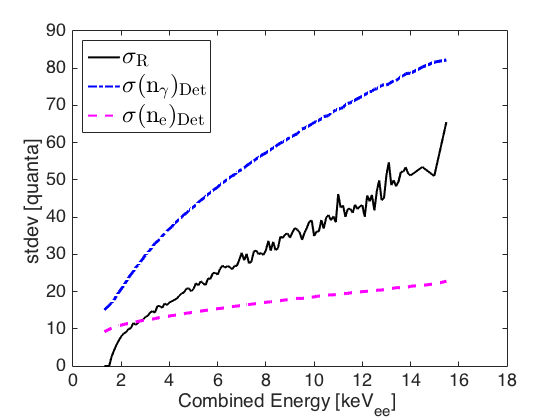 90
80
70
60
50
40
30
20
10
0
stdev [quanta]
σR
σ(nγ)Det
σ(ne)Det
0 2 4 6 8 10 12 14 16 18
Combined Energy [keVee]